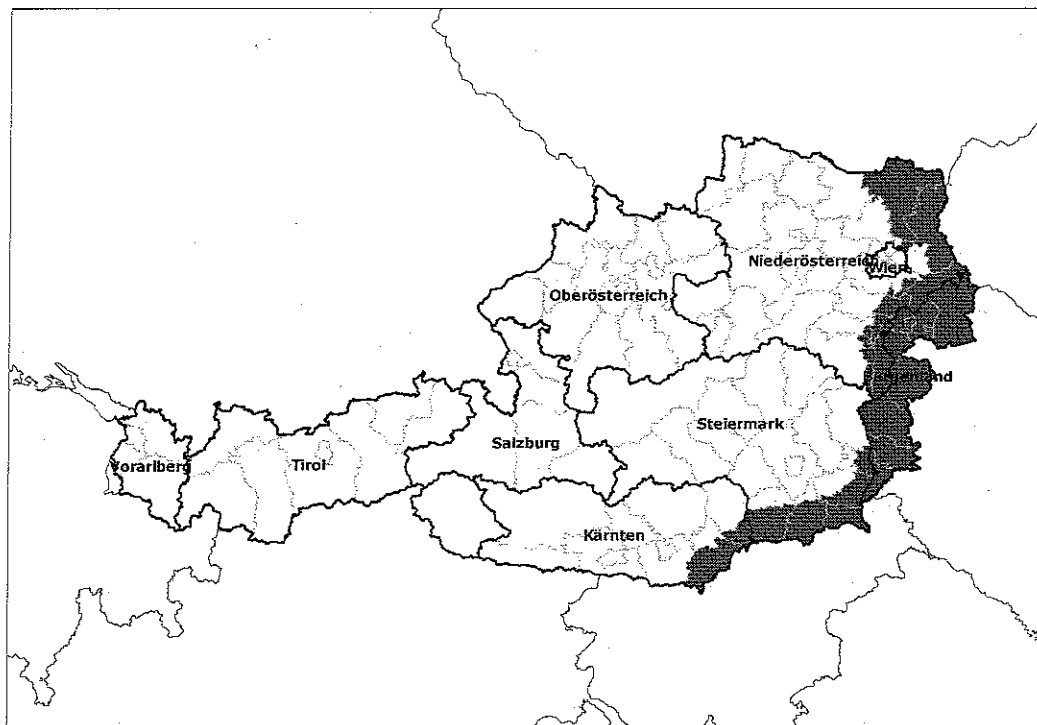 Niederösterreich
Wien
Oberösterreich
Burgenland
Steiermark
Salzburg
Vorarlberg
Tirol
Kärnten